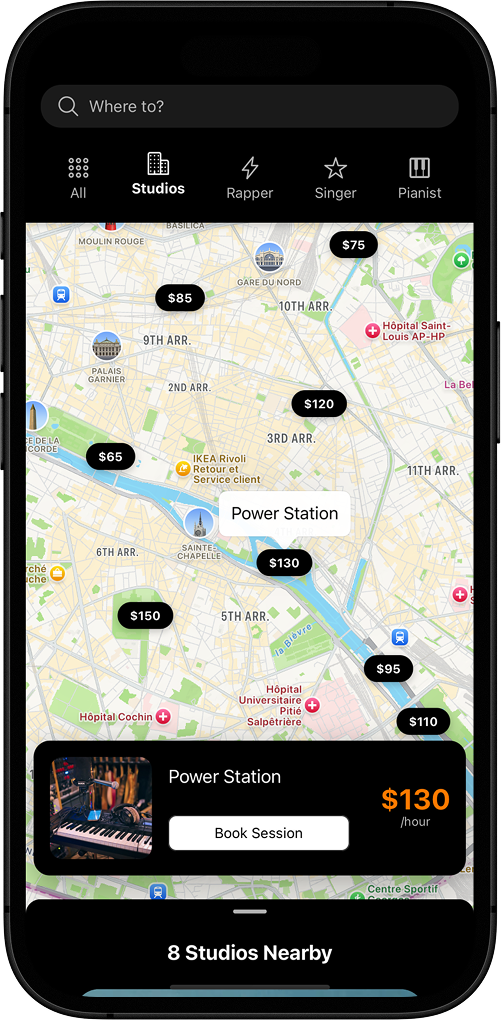 Where to?
All
Studios
Rapper
Singer
Pianist
BASILICA
MOULIN ROUGE
$75
GARE DU NORD
$85
10TH ARR.
Hôpital Saint-
Louis AP-HP
9TH ARR.
PALAIS
GARNIER
2ND ARR.
La Bel
$120
CE DE LA
CORDE
3RD ARR.
$65
IKEA Rivoli
Retour et
Service client
11TH ARR.
Power Station
SAINTE-
CHAPELLE
6TH ARR.
$130
rché
uche
$150
5TH ARR.
la Bièvre
$95
Hôpital
Universitaire
Pitié
Salpêtrière
Hôpital Cochin
$110
Power Station
Book Session
$130
/hour
Centre Sportif
8 Studios Nearby